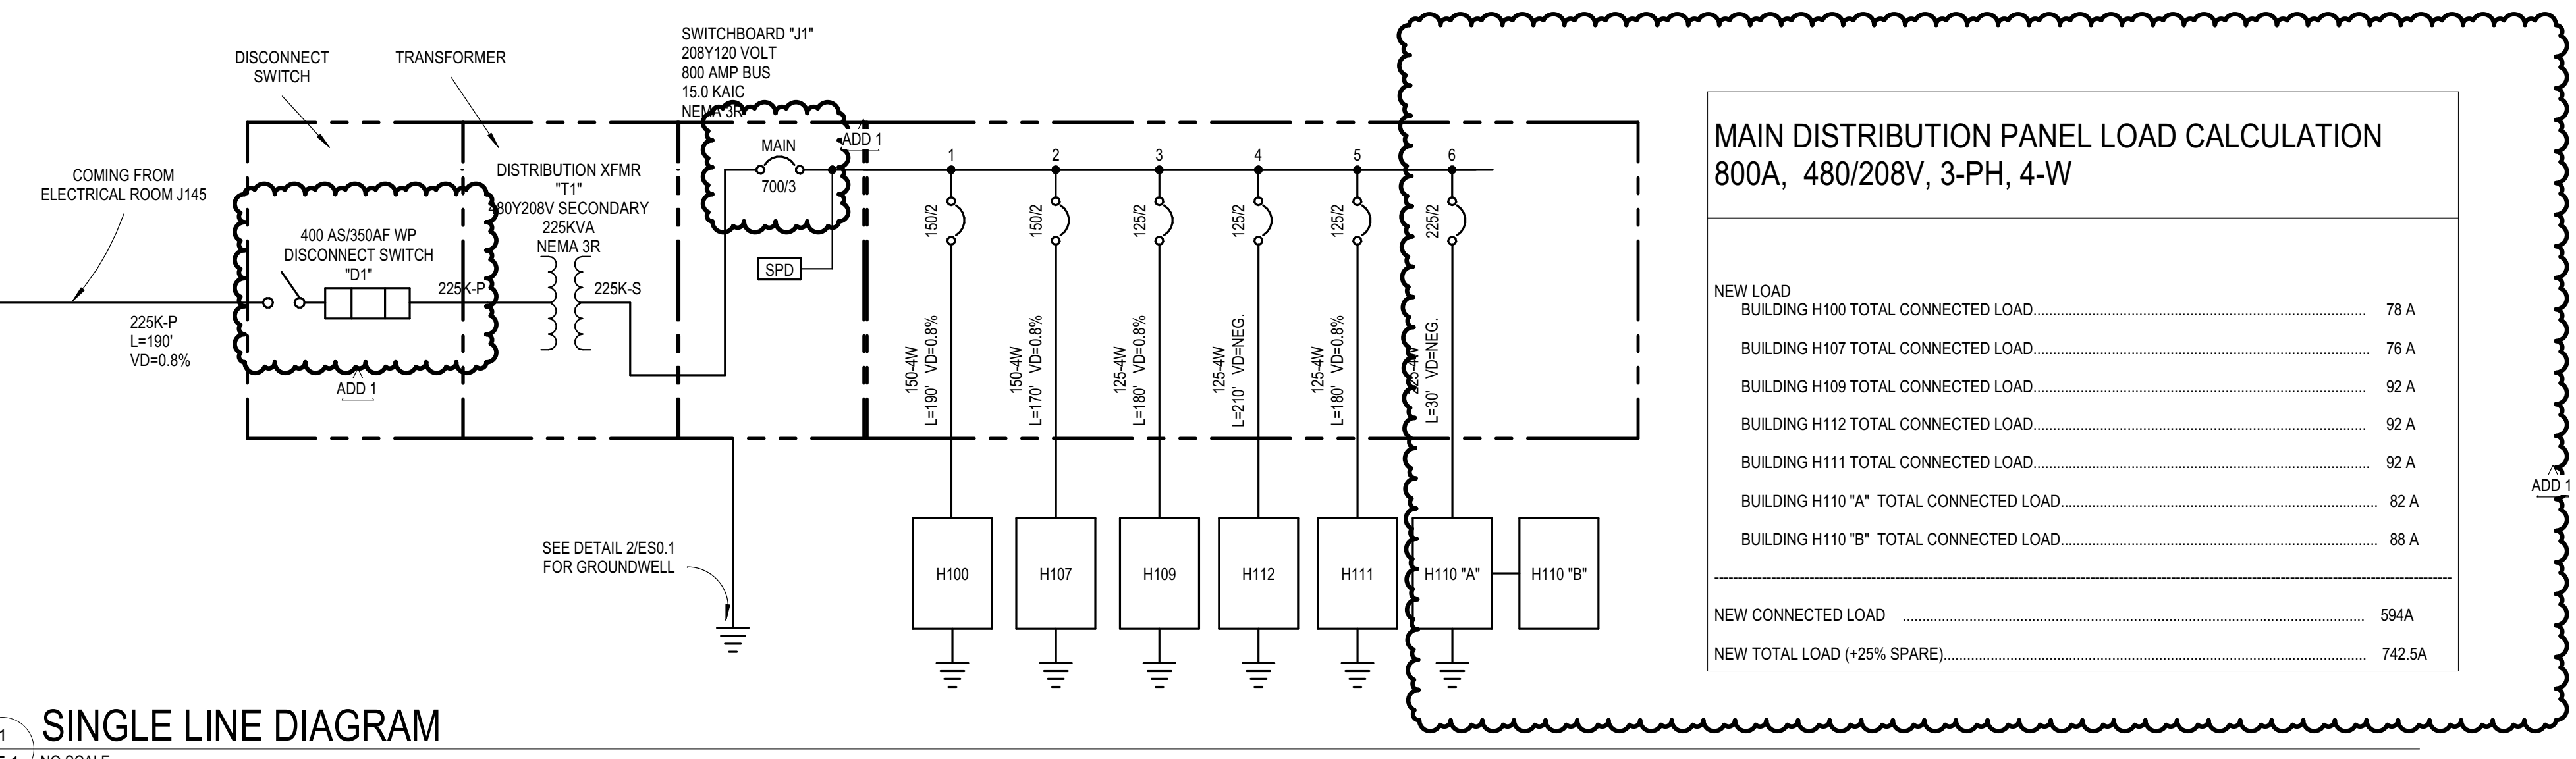 SWITCHBOARD "J1"
208Y120 VOLT
800 AMP BUS
15.0 KAIC
NEMA 3R
DISCONNECT
SWITCH
TRANSFORMER
COMING FROM
ELECTRICAL ROOM J145
225K-P
L=190'
VD=0.8%
400 AS/350AF WP
DISCONNECT SWITCH
"D1"
225K-P
ADD 1
DISTRIBUTION XFMR
"T1"
480Y208V SECONDARY
225KVA
NEMA 3R
225K-S
MAIN
700/3
ADD 1
SPD
1
2
3
4
5
6
150/2
150/2
125/2
125/2
125/2
225/2
150-4W
L=190' VD=0.8%
150-4W
L=170' VD=0.8%
125-4W
L=180' VD=0.8%
125-4W
L=210' VD=NEG.
125-4W
L=180' VD=0.8%
225-4W
L=30' VD=NEG.
SEE DETAIL 2/ES0.1
FOR GROUNDWELL
H100
H107
H109
H112
H111
H110 "A"
H110 "B"
MAIN DISTRIBUTION PANEL LOAD CALCULATION
800A, 480/208V, 3-PH, 4-W
NEW LOAD
BUILDING H100 TOTAL CONNECTED LOAD........ 78 A
BUILDING H107 TOTAL CONNECTED LOAD........ 76 A
BUILDING H109 TOTAL CONNECTED LOAD........ 92 A
BUILDING H112 TOTAL CONNECTED LOAD........ 92 A
BUILDING H111 TOTAL CONNECTED LOAD........ 92 A
BUILDING H110 "A" TOTAL CONNECTED LOAD........ 82 A
BUILDING H110 "B" TOTAL CONNECTED LOAD........ 88 A
NEW CONNECTED LOAD ........ 594A
NEW TOTAL LOAD (+25% SPARE)........ 742.5A
ADD 1
1
SINGLE LINE DIAGRAM
NO SCALE